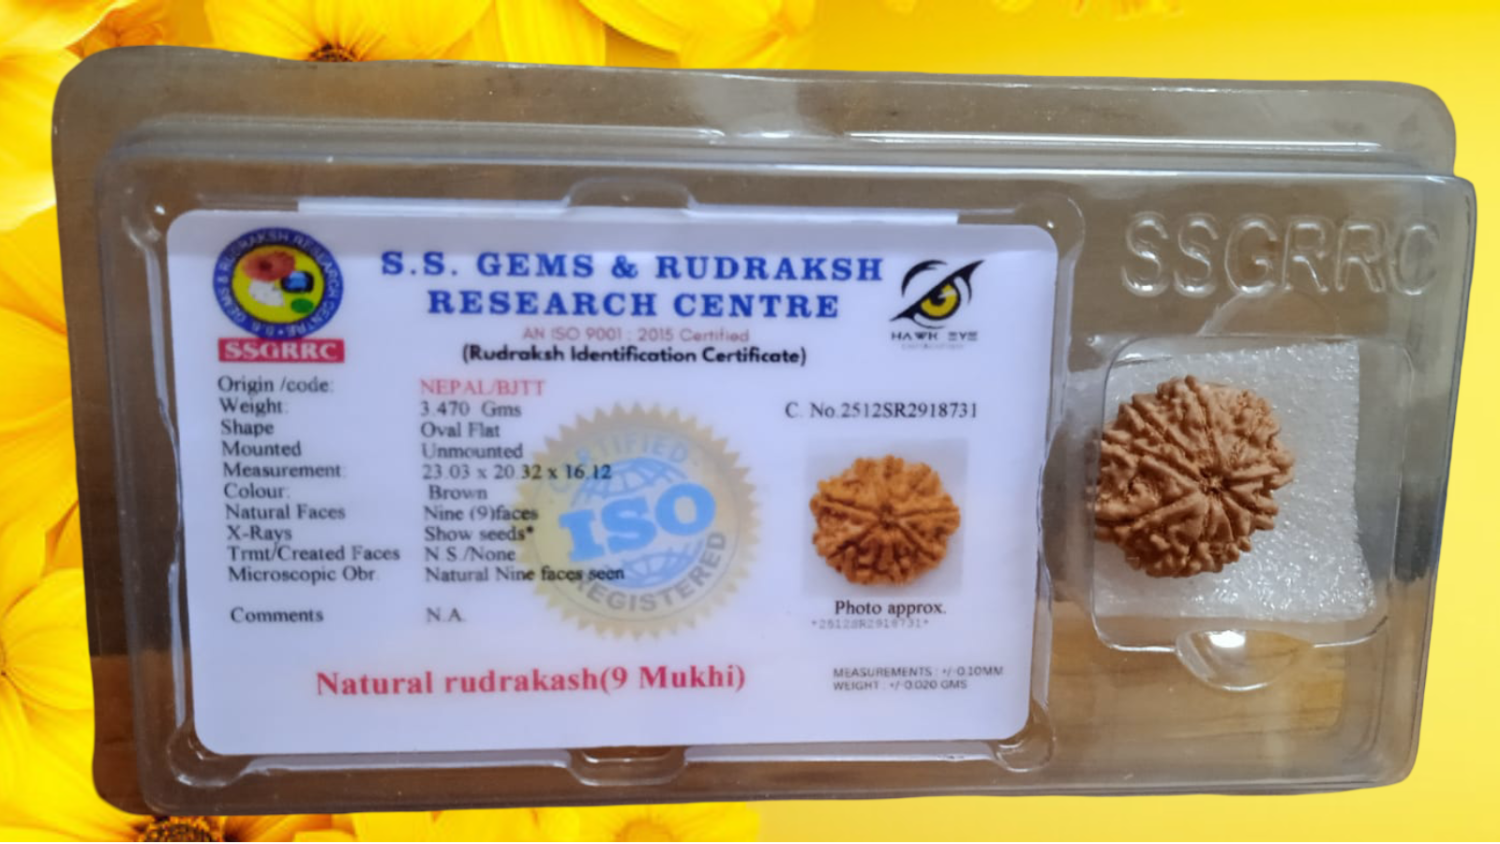 S.S. GEMS & RUDRAKSH
RESEARCH CENTRE
AN ISO 9001 : 2015 Certified
(Rudraksh Identification Certificate)
SSGRRC
HAWK EYE
SSGRRC
Origin /code: NEPAL/BJTT
Weight: 3.470 Gms
Shape Oval Flat
Mounted Unmounted
Measurement: 23.03 x 20.32 x 16.12
Colour: Brown
Natural Faces Nine (9)faces
X-Rays Show seeds*
Trmt/Created Faces N.S./None
Microscopic Obr. Natural Nine faces seen
Comments N.A.
C. No.2512SR2918731
CERTIFIED
ISO
REGISTERED
Photo approx.
*2512SR2918731*
Natural rudrakash(9 Mukhi)
MEASUREMENTS : +/-0.10MM
WEIGHT : +/-0.020 GMS